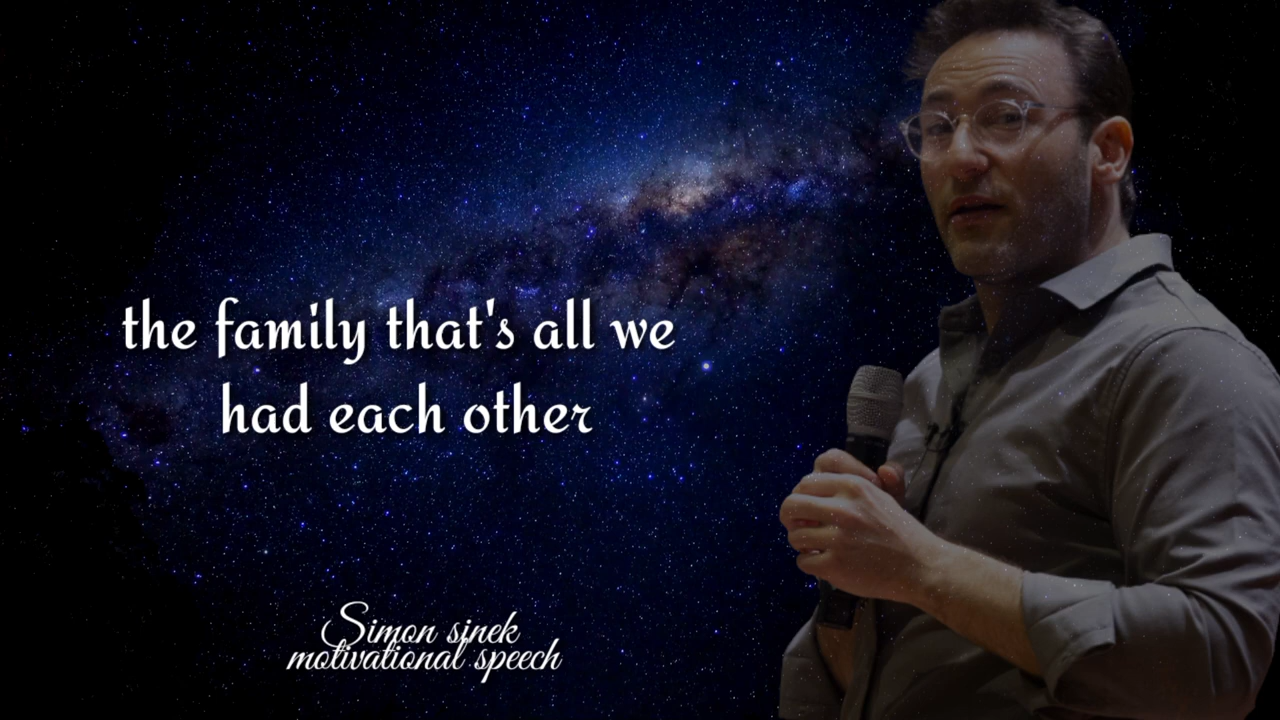 the family that's all we
had each other
Simon sinek
motivational speech